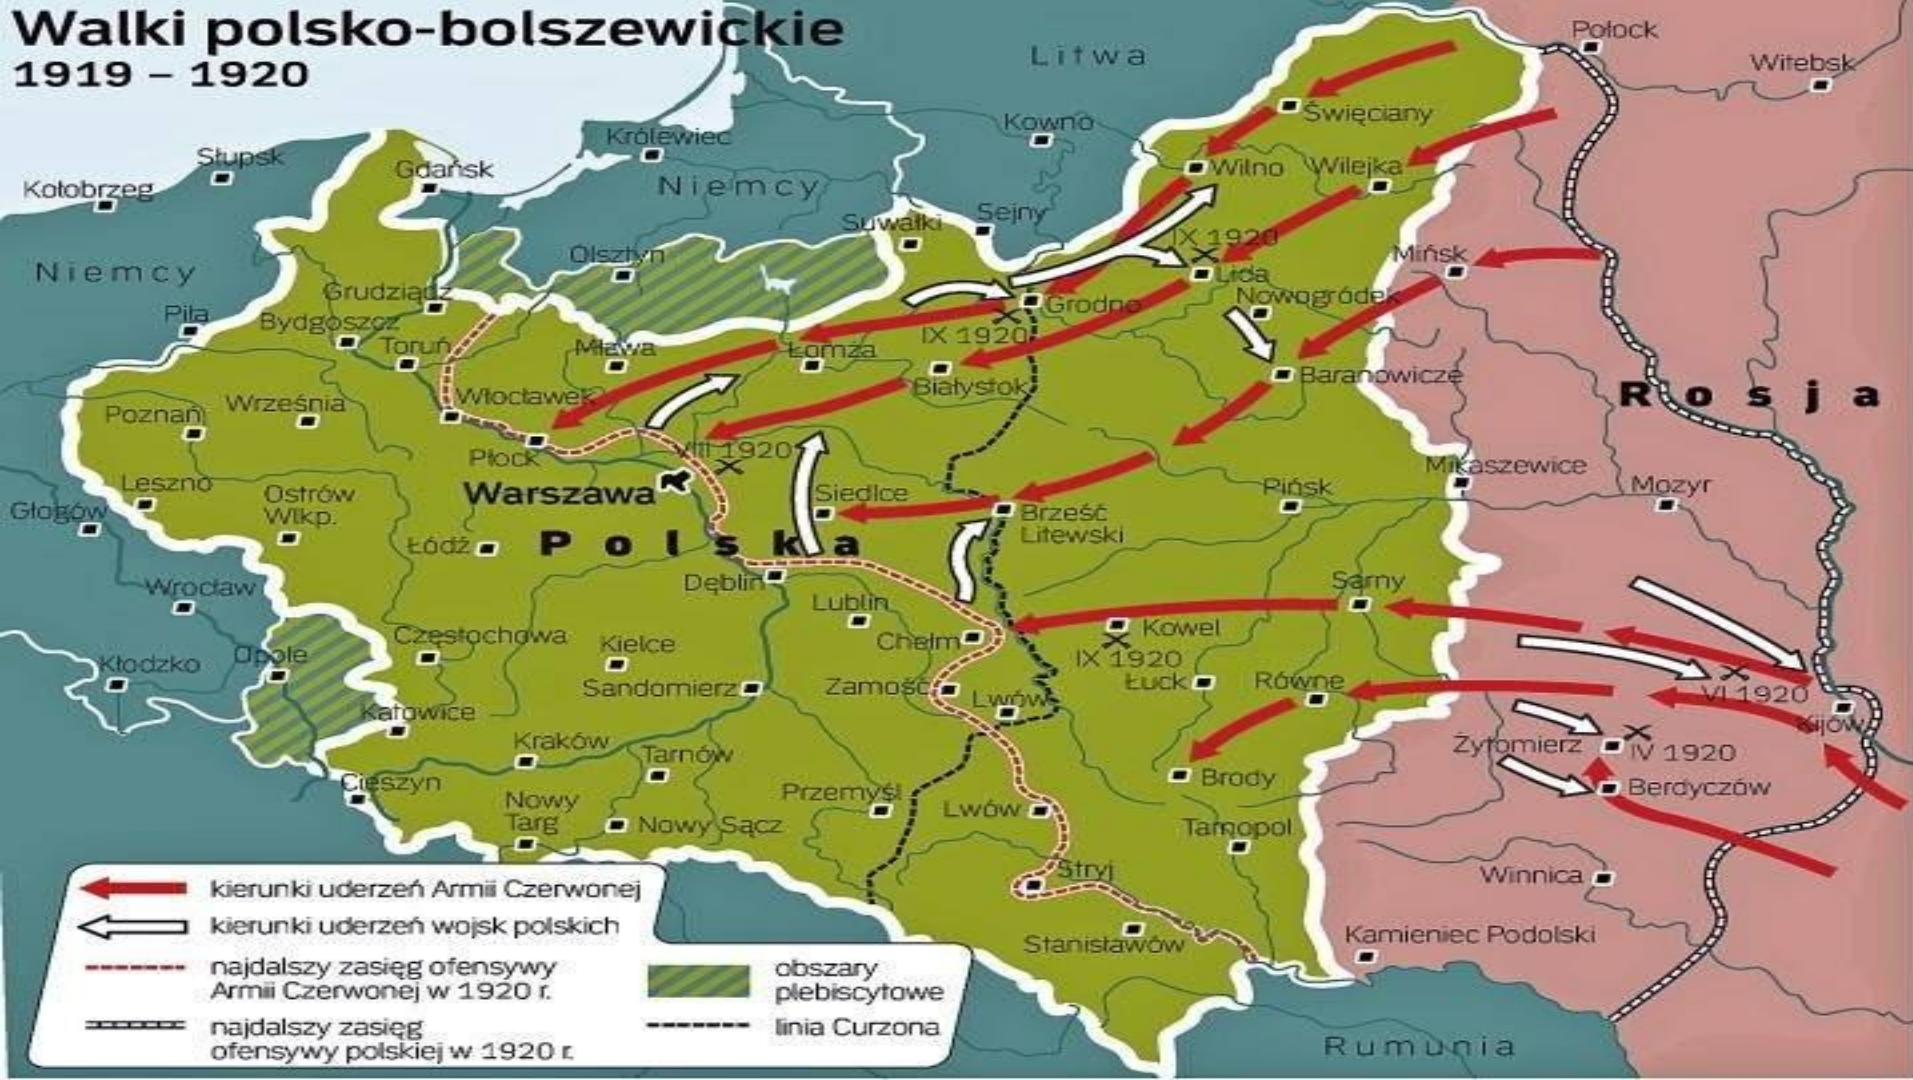 Walki polsko-bolszewickie
1919 – 1920
Połock
Witebsk
Litwa
Święciany
Kowno
Królewiec
Słupsk
Gdańsk
Kołobrzeg
Niemcy
Wilno
Wilejka
Suwałki
Sejny
IX 1920
Olsztyn
Mińsk
Niemcy
Lida
Grudziądz
Nowogródek
Grodno
Piła
Bydgoszcz
IX 1920
Toruń
Mława
Łomża
Baranowicze
Białystok
Rosja
Włocławek
Września
Poznań
Płock
VIII 1920
Mikaszewice
Leszno
Ostrów
Wlkp.
Warszawa
Siedlce
Pińsk
Mozyr
Głogów
Brześć
Litewski
Łódź
Polska
Dęblin
Wrocław
Sarny
Lublin
Częstochowa
Kielce
Chełm
Kowel
IX 1920
Kłodzko
Opole
Sandomierz
Zamość
Łuck
Równe
Lwów
VI 1920
Katowice
Kijów
Kraków
Tarnów
Żytomierz
IV 1920
Cieszyn
Brody
Berdyczów
Przemyśl
Nowy
Targ
Nowy Sącz
Lwów
Tarnopol
Stryj
Winnica
Stanisławów
Kamieniec Podolski
Rumunia
kierunki uderzeń Armii Czerwonej
kierunki uderzeń wojsk polskich
najdalszy zasięg ofensywy
Armii Czerwonej w 1920 r.
najdalszy zasięg
ofensywy polskiej w 1920 r.
obszary
plebiscytowe
linia Curzona